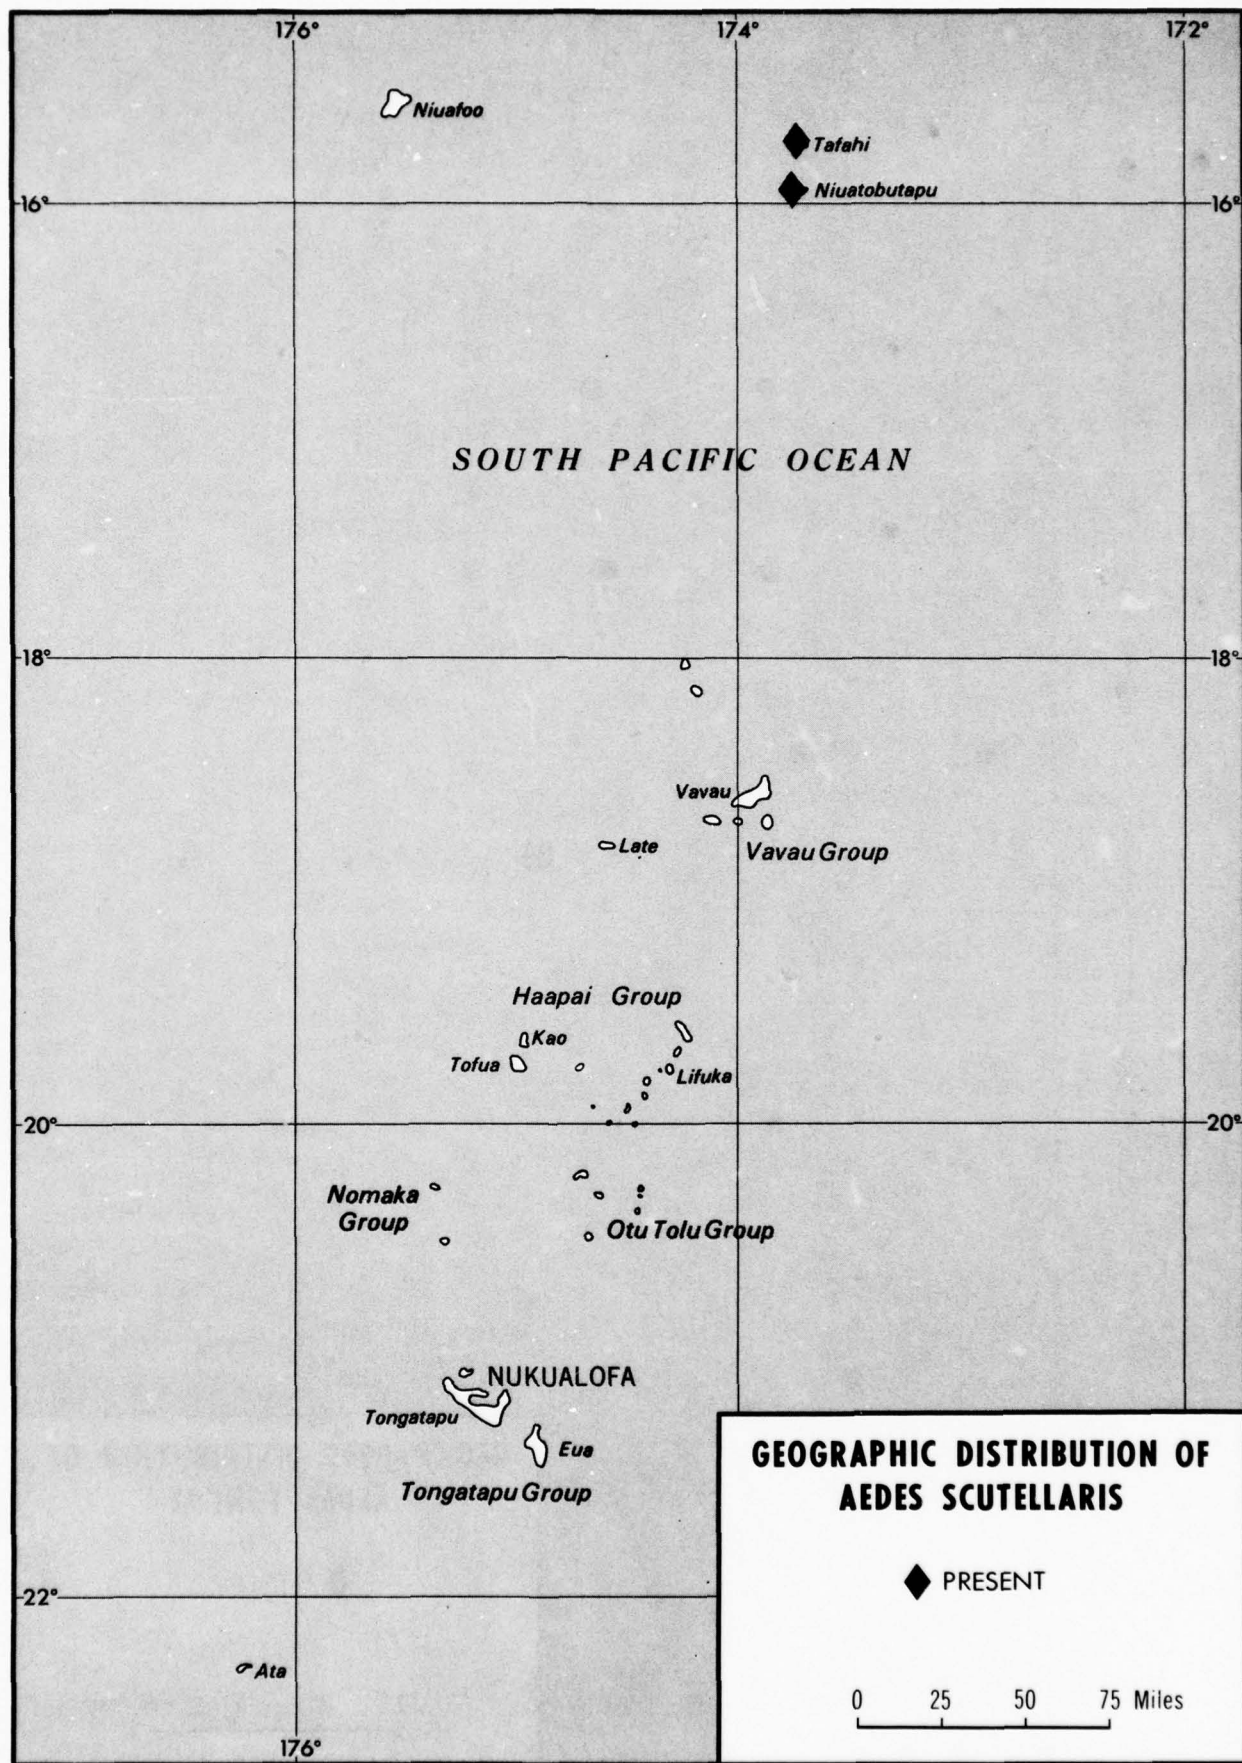 176° 174° 172°
Niuafoo
Tafahi
Niuatobutapu
16° 16°
SOUTH PACIFIC OCEAN
18° 18°
Vavau
Late
Vavau Group
Haapai Group
Kao
Tofua
Lifuka
20° 20°
Nomaka
Group
Otu Tolu Group
NUKUALOFA
Tongatapu
Eua
Tongatapu Group
22°
Ata
176°
GEOGRAPHIC DISTRIBUTION OF
AEDES SCUTELLARIS
PRESENT
0 25 50 75 Miles